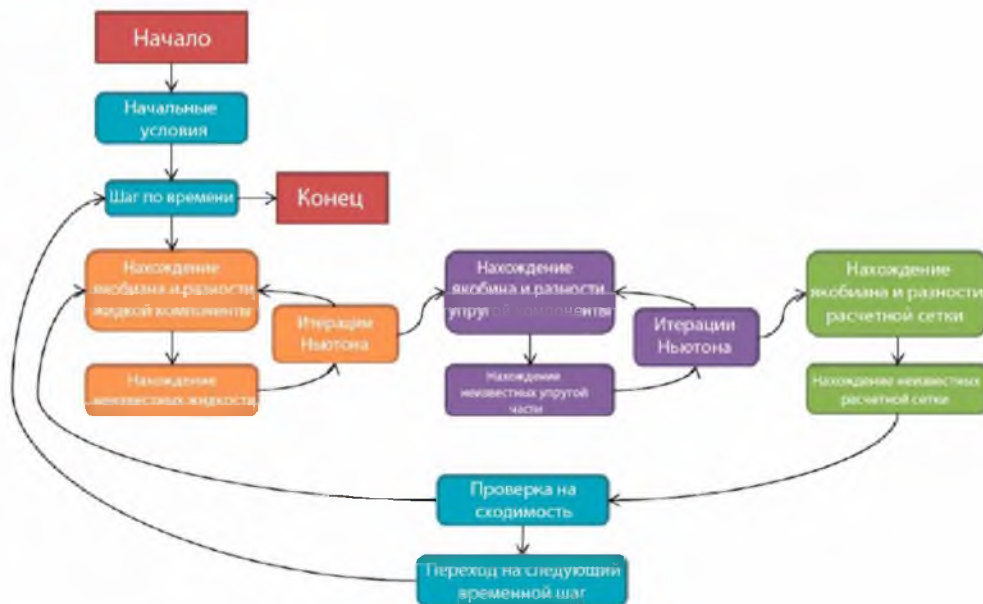 Начало
Начальные
условия
Шаг по времени
Конец
Нахождение
якобиана и разности
жидкой компоненты
Итерации
Ньютона
Нахождение
неизвестных жидкости
Нахождение
якобина и разности
упругой компоненты
Итерации
Ньютона
Нахождение
неизвестных упругой
части
Нахождение
якобиана и разности
расчетной сетки
Нахождение неизвестных
расчетной сетки
Проверка на
сходимость
Переход на следующий
временной шаг